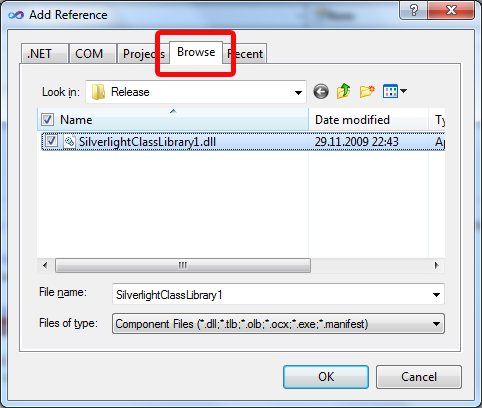 Add Reference
.NET COM Projects Browse Recent
Look in: Release
Name Date modified
SilverlightClassLibrary1.dll 29.11.2009 22:43
File name: SilverlightClassLibrary1
Files of type: Component Files (*.dll;*.tlb;*.olb;*.ocx;*.exe;*.manifest)
OK Cancel